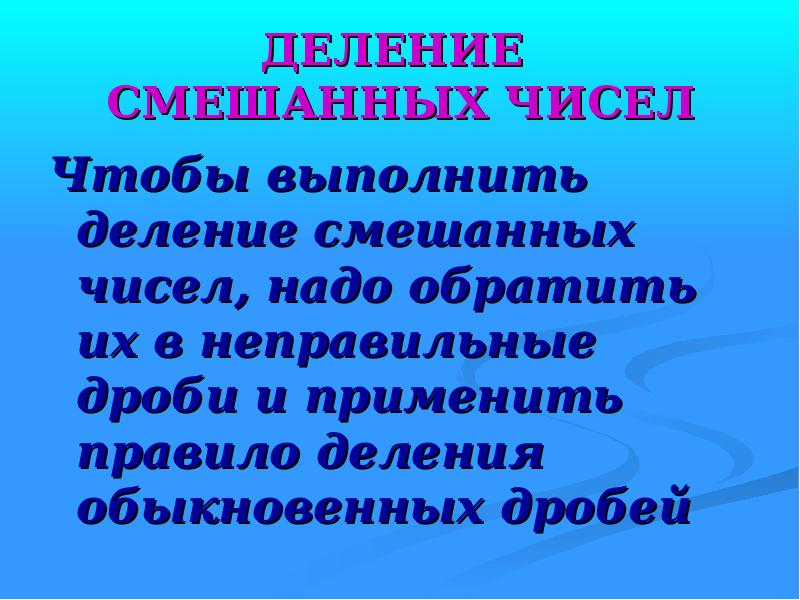 ДЕЛЕНИЕ
СМЕШАННЫХ ЧИСЕЛ
Чтобы выполнить
деление смешанных
чисел, надо обратить
их в неправильные
дроби и применить
правило деления
обыкновенных дробей